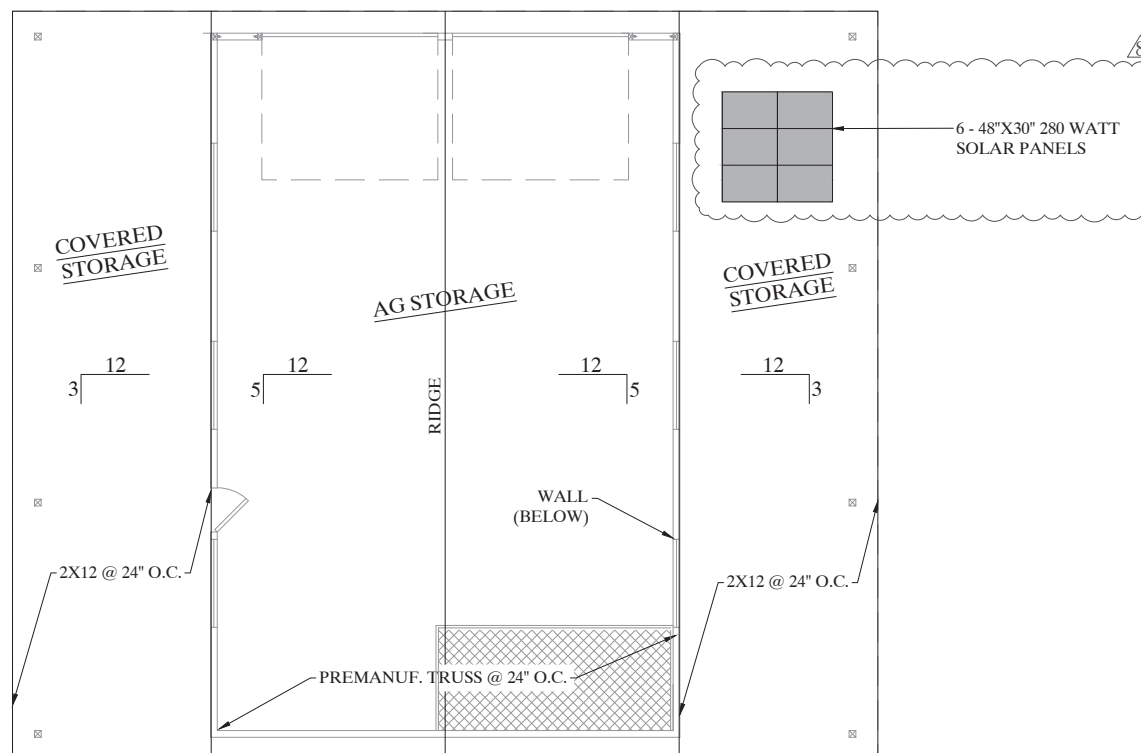 8
6 - 48"X30" 280 WATT
SOLAR PANELS
COVERED
STORAGE
COVERED
STORAGE
AG STORAGE
12
3
12
5
12
5
12
3
RIDGE
WALL
(BELOW)
2X12 @ 24" O.C.
2X12 @ 24" O.C.
PREMANUF. TRUSS @ 24" O.C.